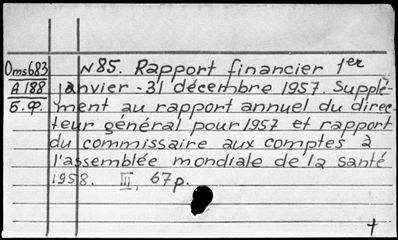 Oms683
A188
Б.Ф.
N85. Rapport financier 1er
janvier - 31 décembre 1957. Supplé-
ment au rapport annuel du direc-
teur général pour 1957 et rapport
du commissaire aux comptes à
l'assemblée mondiale de la santé
1958. III, 67p.
†